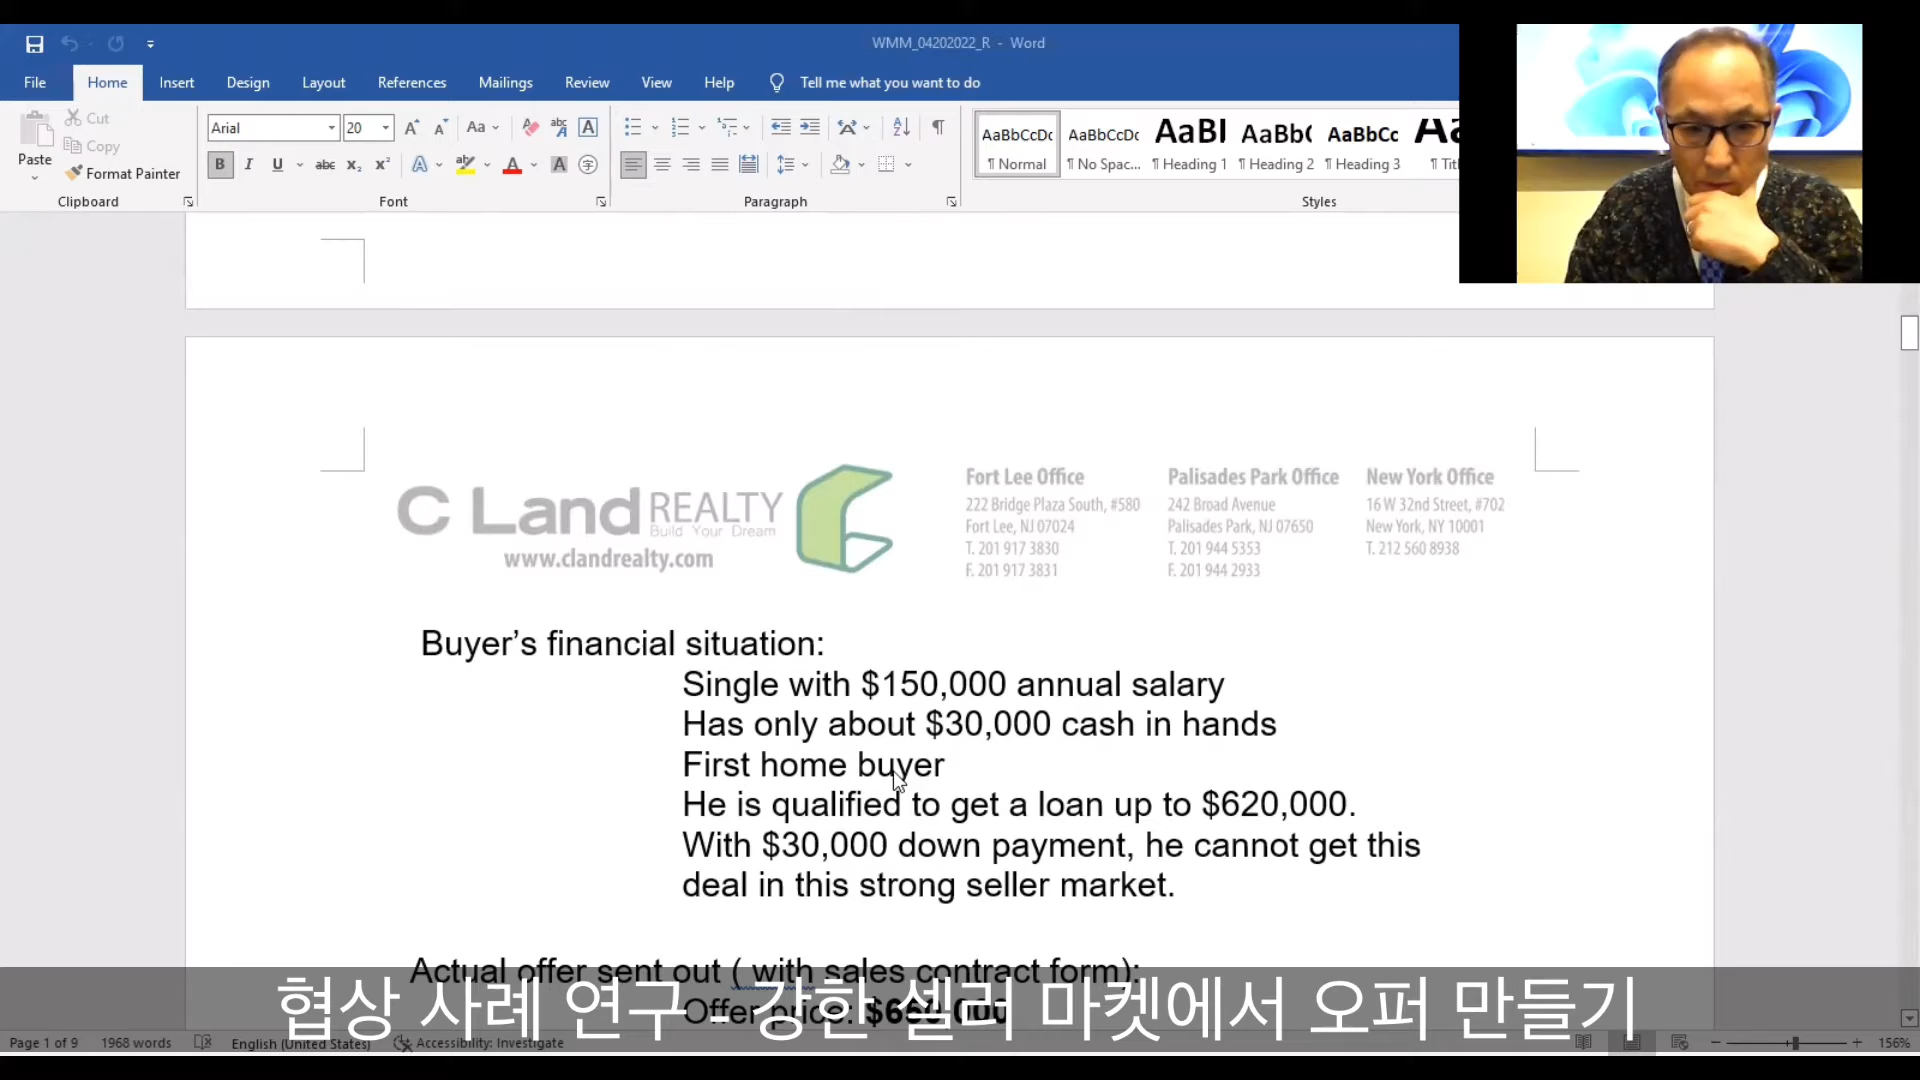 WMM_04202022_R - Word
File Home Insert Design Layout References Mailings Review View Help Tell me what you want to do
Paste
Cut
Copy
Format Painter
Clipboard
Arial 20
Font
Paragraph
AaBbCcDc AaBbCcDc AaBl AaBb( AaBbCc
¶ Normal ¶ No Spac... Heading 1 Heading 2 Heading 3
Styles
C Land REALTY
Build Your Dream
www.clandrealty.com
Fort Lee Office
222 Bridge Plaza South, #580
Fort Lee, NJ 07024
T. 201 917 3830
F. 201 917 3831
Palisades Park Office
242 Broad Avenue
Palisades Park, NJ 07650
T. 201 944 5353
F. 201 944 2933
New York Office
16 W 32nd Street, #702
New York, NY 10001
T. 212 560 8938
Buyer’s financial situation:
Single with $150,000 annual salary
Has only about $30,000 cash in hands
First home buyer
He is qualified to get a loan up to $620,000.
With $30,000 down payment, he cannot get this
deal in this strong seller market.
Actual offer sent out ( with sales contract form):
Offer price:
협상 사례 연구 - 강한 셀러 마켓에서 오퍼 만들기
Page 1 of 9 1968 words English (United States) Accessibility: Investigate 156%